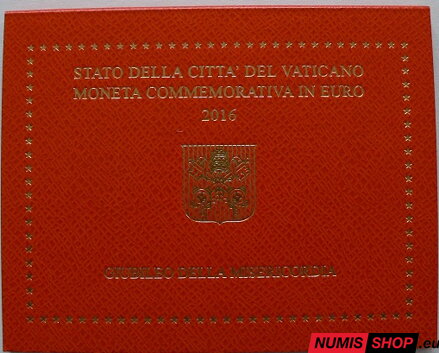 STATO DELLA CITTA' DEL VATICANO
MONETA COMMEMORATIVA IN EURO
2016
GIUBILEO DELLA MISERICORDIA
NUMIS SHOP.eu